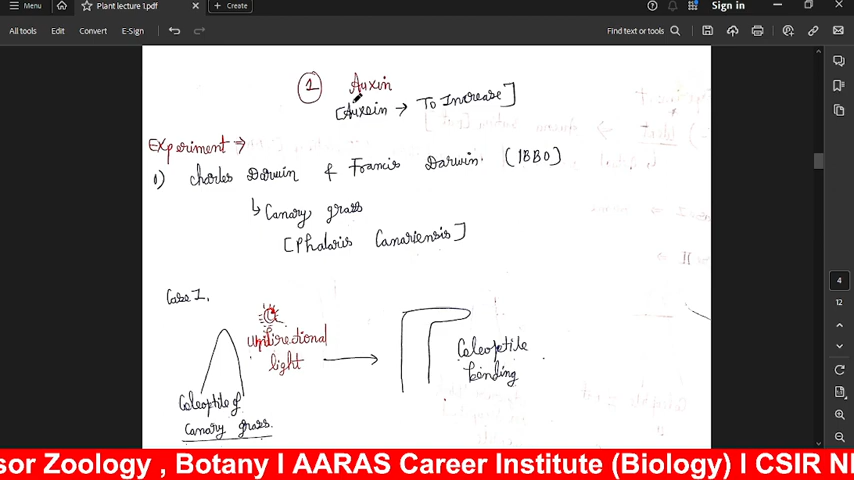 Menu
Plant lecture 1.pdf
Create
Sign in
All tools Edit Convert E-Sign
Find text or tools
1 Auxin
[Auxein → To Increase]
Experiment →
1) Charles Darwin & Francis Darwin. (1880)
↳ Canary grass
[Phalaris Canariensis]
Case I.
Unidirectional
light
Coleoptile
bending
Coleoptile of
Canary grass.
4
12
sor Zoology , Botany I AARAS Career Institute (Biology) I CSIR NE